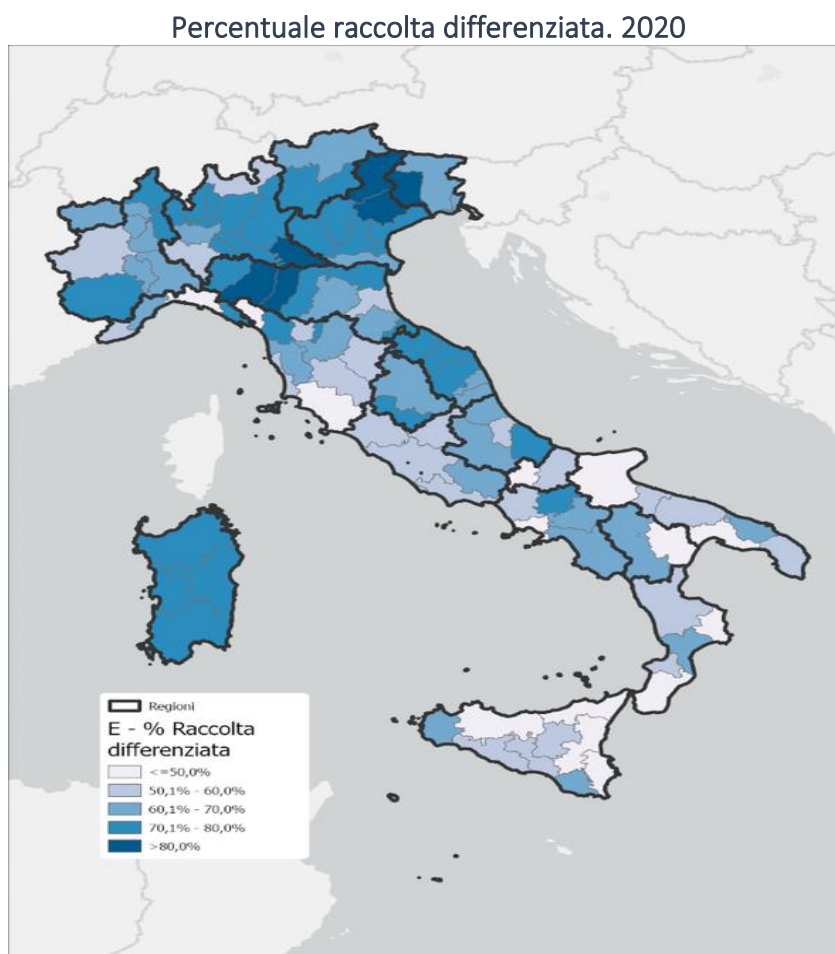 Percentuale raccolta differenziata. 2020
Regioni
E - % Raccolta
differenziata
<=50,0%
50,1% - 60,0%
60,1% - 70,0%
70,1% - 80,0%
>80,0%